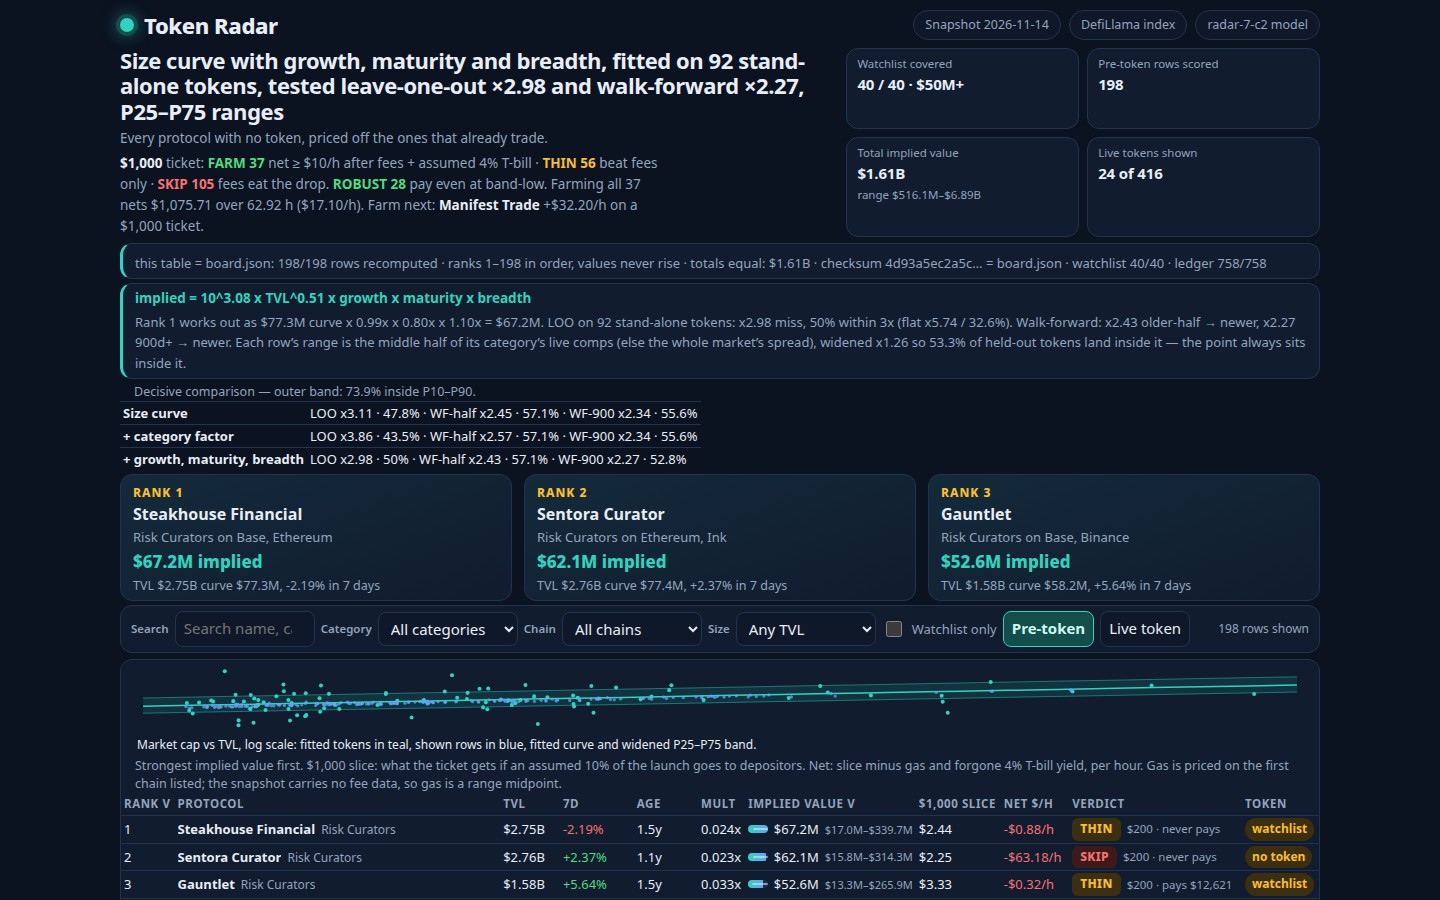 Token Radar
Snapshot 2026-11-14
DefiLlama index
radar-7-c2 model
Size curve with growth, maturity and breadth, fitted on 92 stand-
alone tokens, tested leave-one-out ×2.98 and walk-forward ×2.27,
P25–P75 ranges
Every protocol with no token, priced off the ones that already trade.
$1,000 ticket: FARM 37 net ≥ $10/h after fees + assumed 4% T-bill · THIN 56 beat fees
only · SKIP 105 fees eat the drop. ROBUST 28 pay even at band-low. Farming all 37
nets $1,075.71 over 62.92 h ($17.10/h). Farm next: Manifest Trade +$32.20/h on a
$1,000 ticket.
Watchlist covered
40 / 40 · $50M+
Pre-token rows scored
198
Total implied value
$1.61B
range $516.1M–$6.89B
Live tokens shown
24 of 416
this table = board.json: 198/198 rows recomputed · ranks 1–198 in order, values never rise · totals equal: $1.61B · checksum 4d93a5ec2a5c... = board.json · watchlist 40/40 · ledger 758/758
implied = 10^3.08 x TVL^0.51 x growth x maturity x breadth
Rank 1 works out as $77.3M curve x 0.99x x 0.80x x 1.10x = $67.2M. LOO on 92 stand-alone tokens: x2.98 miss, 50% within 3x (flat x5.74 / 32.6%). Walk-forward: x2.43 older-half → newer, x2.27
900d+ → newer. Each row's range is the middle half of its category's live comps (else the whole market's spread), widened x1.26 so 53.3% of held-out tokens land inside it — the point always sits
inside it.
Decisive comparison — outer band: 73.9% inside P10–P90.
Size curve LOO x3.11 · 47.8% · WF-half x2.45 · 57.1% · WF-900 x2.34 · 55.6%
+ category factor LOO x3.86 · 43.5% · WF-half x2.57 · 57.1% · WF-900 x2.34 · 55.6%
+ growth, maturity, breadth LOO x2.98 · 50% · WF-half x2.43 · 57.1% · WF-900 x2.27 · 52.8%
RANK 1
Steakhouse Financial
Risk Curators on Base, Ethereum
$67.2M implied
TVL $2.75B curve $77.3M, -2.19% in 7 days
RANK 2
Sentora Curator
Risk Curators on Ethereum, Ink
$62.1M implied
TVL $2.76B curve $77.4M, +2.37% in 7 days
RANK 3
Gauntlet
Risk Curators on Base, Binance
$52.6M implied
TVL $1.58B curve $58.2M, +5.64% in 7 days
Search Search name, c Category All categories Chain All chains Size Any TVL Watchlist only Pre-token Live token 198 rows shown
Market cap vs TVL, log scale: fitted tokens in teal, shown rows in blue, fitted curve and widened P25–P75 band.
Strongest implied value first. $1,000 slice: what the ticket gets if an assumed 10% of the launch goes to depositors. Net: slice minus gas and forgone 4% T-bill yield, per hour. Gas is priced on the first
chain listed; the snapshot carries no fee data, so gas is a range midpoint.
RANK V PROTOCOL TVL 7D AGE MULT IMPLIED VALUE V $1,000 SLICE NET $/H VERDICT TOKEN
1 Steakhouse Financial Risk Curators $2.75B -2.19% 1.5y 0.024x $67.2M $17.0M–$339.7M $2.44 -$0.88/h THIN $200 · never pays watchlist
2 Sentora Curator Risk Curators $2.76B +2.37% 1.1y 0.023x $62.1M $15.8M–$314.3M $2.25 -$63.18/h SKIP $200 · never pays no token
3 Gauntlet Risk Curators $1.58B +5.64% 1.5y 0.033x $52.6M $13.3M–$265.9M $3.33 -$0.32/h THIN $200 · pays $12,621 watchlist